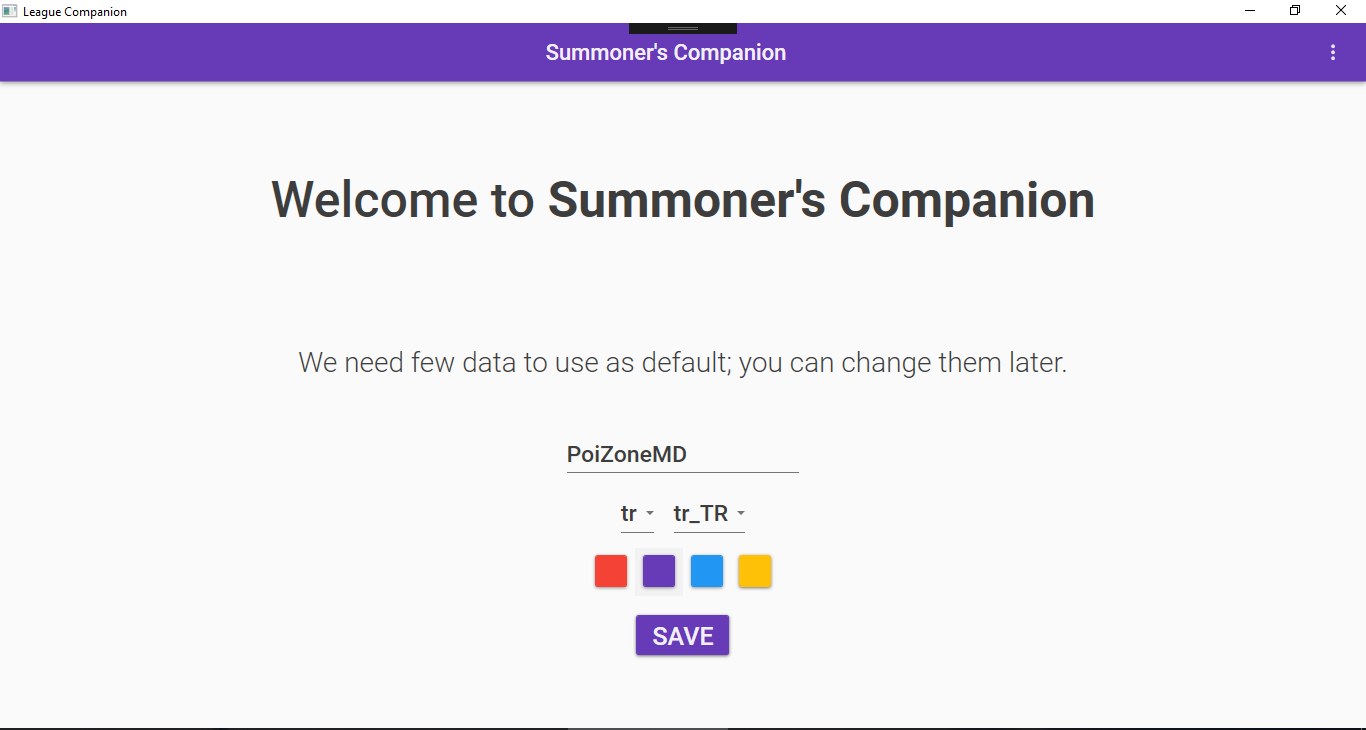 League Companion
Summoner's Companion
Welcome to Summoner's Companion
We need few data to use as default; you can change them later.
PoiZoneMD
tr tr_TR
SAVE